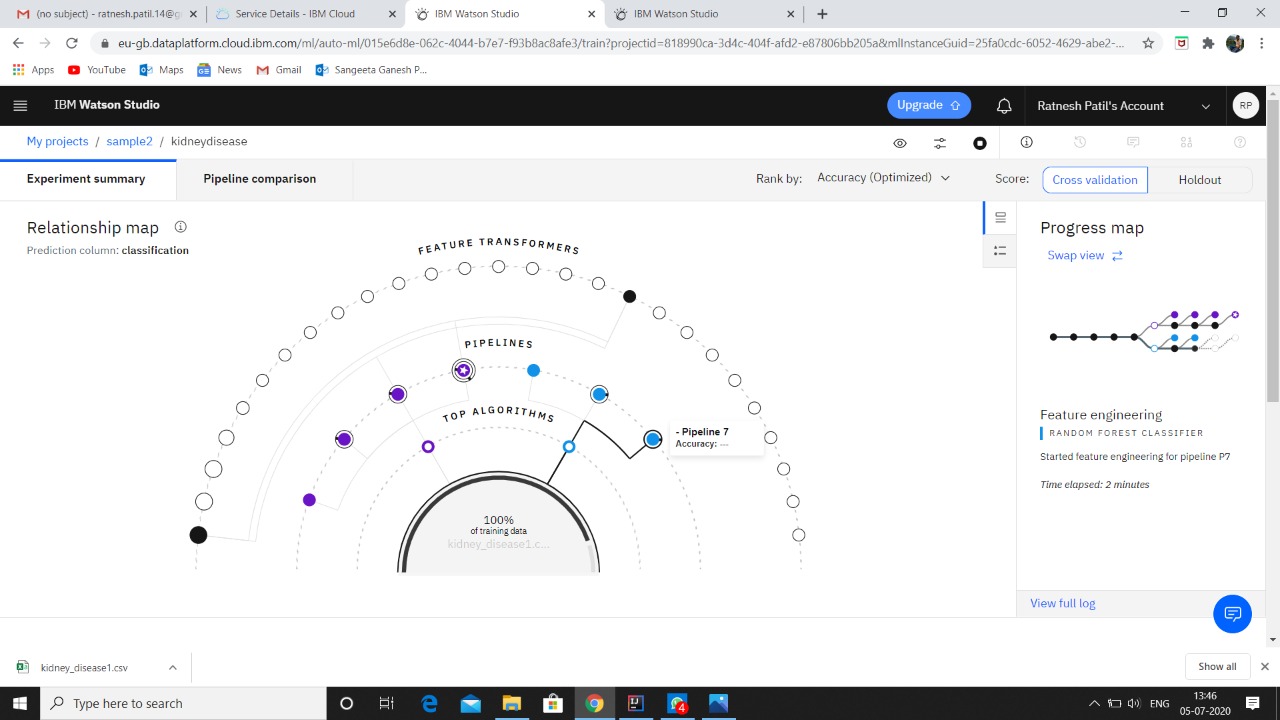 (no subject) - ratnesh.patil.14@g
Service Details - IBM Cloud
IBM Watson Studio
IBM Watson Studio
eu-gb.dataplatform.cloud.ibm.com/ml/auto-ml/015e6d8e-062c-4044-b7e7-f93b8ac8afe3/train?projectid=818990ca-3d4c-404f-afd2-e87806bb205a&mlInstanceGuid=25fa0cdc-6052-4629-abe2-...
Apps
YouTube
Maps
News
Gmail
Sangeeta Ganesh P...
IBM Watson Studio
Upgrade
Ratnesh Patil's Account
RP
My projects / sample2 / kidneydisease
Experiment summary
Pipeline comparison
Rank by: Accuracy (Optimized)
Score: Cross validation Holdout
Relationship map
Prediction column: classification
FEATURE TRANSFORMERS
PIPELINES
TOP ALGORITHMS
- Pipeline 7
Accuracy: ---
100%
of training data
kidney_disease1.c...
Progress map
Swap view
Feature engineering
RANDOM FOREST CLASSIFIER
Started feature engineering for pipeline P7
Time elapsed: 2 minutes
View full log
kidney_disease1.csv
Show all
Type here to search
4
ENG
13:46
05-07-2020